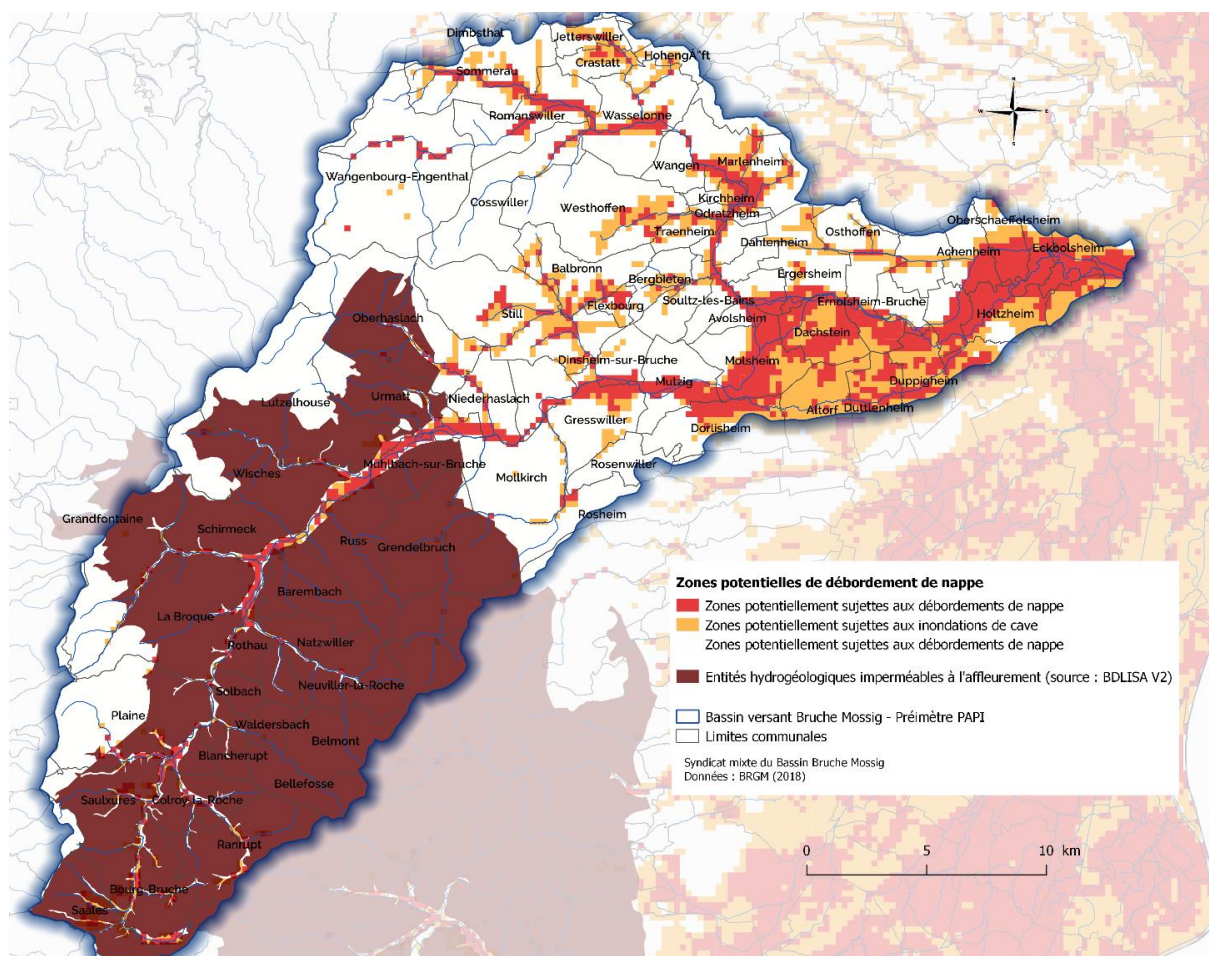 Dimbsthal
Jetterswiller
Crastatt
HohengÃ"ft
Sommerau
Romanswiller
Wasselonne
Wangenbourg-Engenthal
Wangen
Marlenheim
Cosswiller
Kirchheim
Westhoffen
Odratzheim
Traenheim
Dahlenheim
Osthoffen
Oberschaeffolsheim
Achenheim
Eckbolsheim
Balbronn
Bergbieten
Ergersheim
Flexbourg
Soultz-les-Bains
Ernolsheim-Bruche
Still
Avolsheim
Holtzheim
Oberhaslach
Dachstein
Dinsheim-sur-Bruche
Molsheim
Mutzig
Duppigheim
Urmatt
Niederhaslach
Lutzelhouse
Altorf
Duttlenheim
Gresswiller
Dorlisheim
Muhlbach-sur-Bruche
Rosenwiller
Wisches
Mollkirch
Grandfontaine
Rosheim
Schirmeck
Russ
Grendelbruch
Barembach
La Broque
Rothau
Natzwiller
Neuviller-la-Roche
Solbach
Plaine
Waldersbach
Belmont
Blancherupt
Bellefosse
Saulxures
Colroy-la-Roche
Ranrupt
Bourg-Bruche
Saâles
N
W
E
S
Zones potentielles de débordement de nappe
Zones potentiellement sujettes aux débordements de nappe
Zones potentiellement sujettes aux inondations de cave
Zones potentiellement sujettes aux débordements de nappe
Entités hydrogéologiques imperméables à l'affleurement (source : BDLISA V2)
Bassin versant Bruche Mossig - Préimètre PAPI
Limites communales
Syndicat mixte du Bassin Bruche Mossig
Données : BRGM (2018)
0 5 10 km